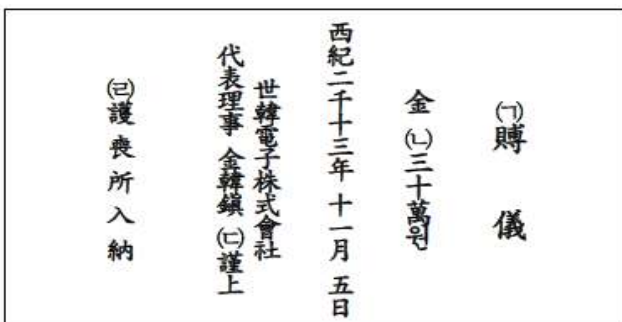 ㈀賻儀
金 ㈁三十萬원
西紀二千十三年 十一月 五日
世韓電子株式會社
代表理事 金韓鎭 ㈂謹上
㈃護喪所入納